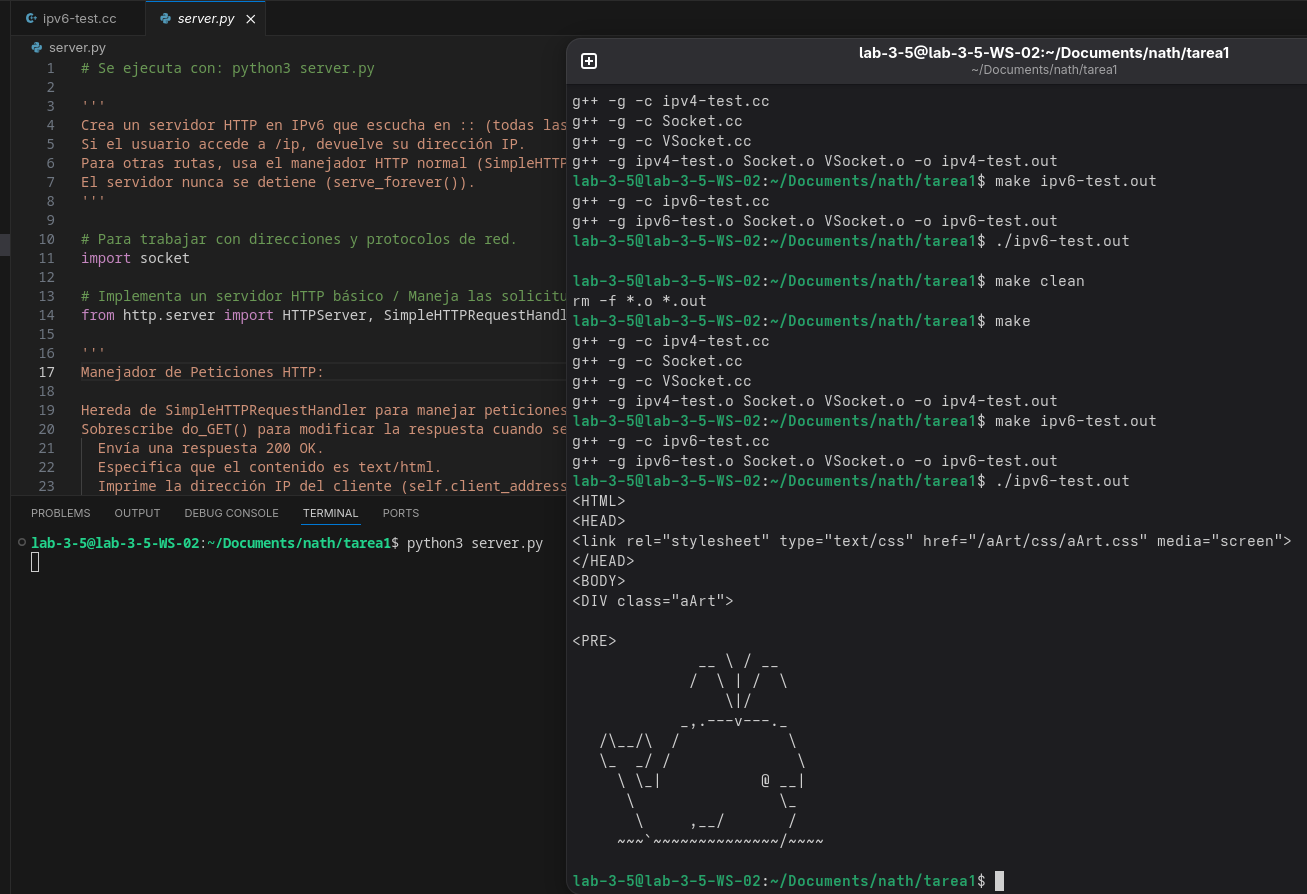 ipv6-test.cc
server.py
server.py
1 # Se ejecuta con: python3 server.py
2
3 '''
4 Crea un servidor HTTP en IPv6 que escucha en :: (todas las
5 Si el usuario accede a /ip, devuelve su dirección IP.
6 Para otras rutas, usa el manejador HTTP normal (SimpleHTTP
7 El servidor nunca se detiene (serve_forever()).
8 '''
9
10 # Para trabajar con direcciones y protocolos de red.
11 import socket
12
13 # Implementa un servidor HTTP básico / Maneja las solicitu
14 from http.server import HTTPServer, SimpleHTTPRequestHandl
15
16 '''
17 Manejador de Peticiones HTTP:
18
19 Hereda de SimpleHTTPRequestHandler para manejar peticiones
20 Sobrescribe do_GET() para modificar la respuesta cuando se
21   Envía una respuesta 200 OK.
22   Especifica que el contenido es text/html.
23   Imprime la dirección IP del cliente (self.client_address
PROBLEMS OUTPUT DEBUG CONSOLE TERMINAL PORTS
lab-3-5@lab-3-5-WS-02:~/Documents/nath/tarea1$ python3 server.py
lab-3-5@lab-3-5-WS-02:~/Documents/nath/tarea1
~/Documents/nath/tarea1
g++ -g -c ipv4-test.cc
g++ -g -c Socket.cc
g++ -g -c VSocket.cc
g++ -g ipv4-test.o Socket.o VSocket.o -o ipv4-test.out
lab-3-5@lab-3-5-WS-02:~/Documents/nath/tarea1$ make ipv6-test.out
g++ -g -c ipv6-test.cc
g++ -g ipv6-test.o Socket.o VSocket.o -o ipv6-test.out
lab-3-5@lab-3-5-WS-02:~/Documents/nath/tarea1$ ./ipv6-test.out

lab-3-5@lab-3-5-WS-02:~/Documents/nath/tarea1$ make clean
rm -f *.o *.out
lab-3-5@lab-3-5-WS-02:~/Documents/nath/tarea1$ make
g++ -g -c ipv4-test.cc
g++ -g -c Socket.cc
g++ -g -c VSocket.cc
g++ -g ipv4-test.o Socket.o VSocket.o -o ipv4-test.out
lab-3-5@lab-3-5-WS-02:~/Documents/nath/tarea1$ make ipv6-test.out
g++ -g -c ipv6-test.cc
g++ -g ipv6-test.o Socket.o VSocket.o -o ipv6-test.out
lab-3-5@lab-3-5-WS-02:~/Documents/nath/tarea1$ ./ipv6-test.out
<HTML>
<HEAD>
<link rel="stylesheet" type="text/css" href="/aArt/css/aArt.css" media="screen">
</HEAD>
<BODY>
<DIV class="aArt">

<PRE>
              __ \ / __
             /  \ | /  \
                 \|/
            _,.---v---._
   /\__/\  /            \
   \_  _/ /              \
     \ \_|           @ __|
      \                \_
       \     ,__/       /
     ~~~`~~~~~~~~~~~~~~/~~~~

lab-3-5@lab-3-5-WS-02:~/Documents/nath/tarea1$